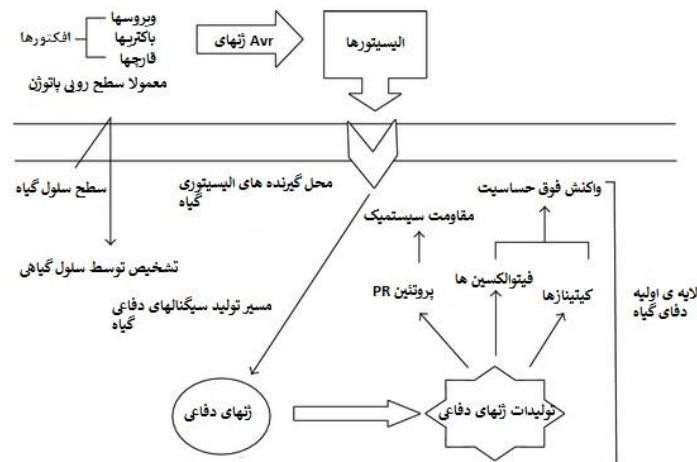 ویروسها
باکتریها
قارچها
افکتورها
معمولا سطح رویی پاتوژن
ژنهای Avr
الیسیتورها
سطح سلول گیاه
محل گیرنده های الیسیتوری
گیاه
واکنش فوق حساسیت
مقاومت سیستمیک
تشخیص توسط سلول گیاهی
مسیر تولید سیگنالهای دفاعی
گیاه
پروتئین PR
فیتوالکسین ها
کیتینازها
لایه ی اولیه
دفای گیاه
ژنهای دفاعی
تولیدات ژنهای دفاعی